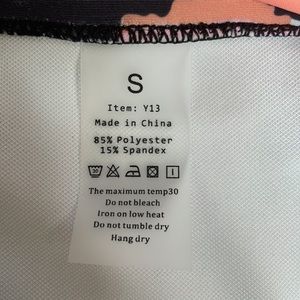 S
Item: Y13
Made in China
85% Polyester
15% Spandex
The maximum temp30
Do not bleach
Iron on low heat
Do not tumble dry
Hang dry